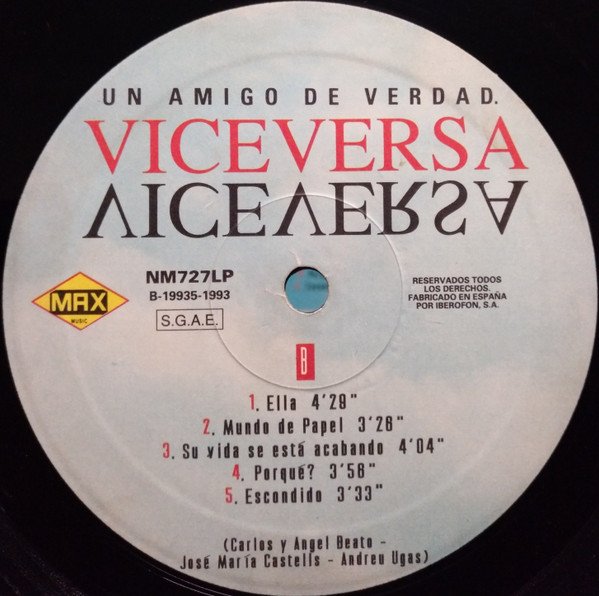 UN AMIGO DE VERDAD.
VICEVERSA
VICEVERSA
NM727LP
B-19935-1993
S.G.A.E.
MAX
MUSIC
RESERVADOS TODOS
LOS DERECHOS.
FABRICADO EN ESPAÑA
POR IBEROFON, S.A.
B
1. Ella 4'29"
2. Mundo de Papel 3'26"
3. Su vida se está acabando 4'04"
4. Porqué? 3'56"
5. Escondido 3'33"
(Carlos y Angel Beato -
José María Castells - Andreu Ugas)